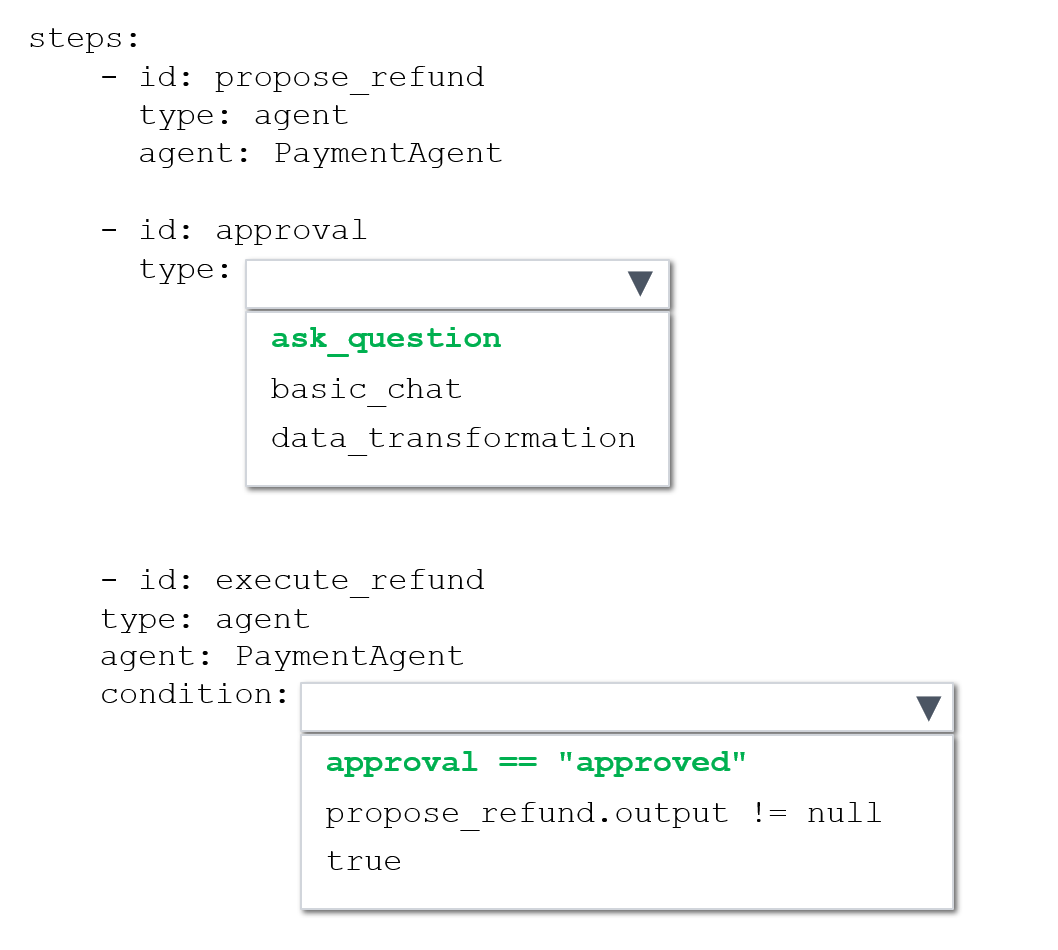 steps:
    - id: propose_refund
      type: agent
      agent: PaymentAgent
    - id: approval
      type:
ask_question
basic_chat
data_transformation
    - id: execute_refund
    type: agent
    agent: PaymentAgent
    condition:
approval == "approved"
propose_refund.output != null
true